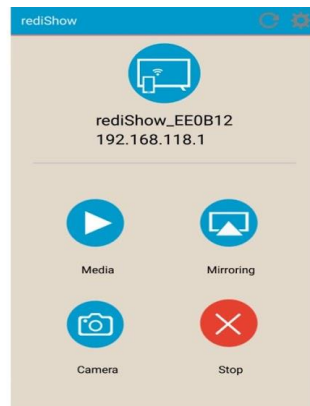 rediShow
rediShow_EE0B12
192.168.118.1
Media
Mirroring
Camera
Stop